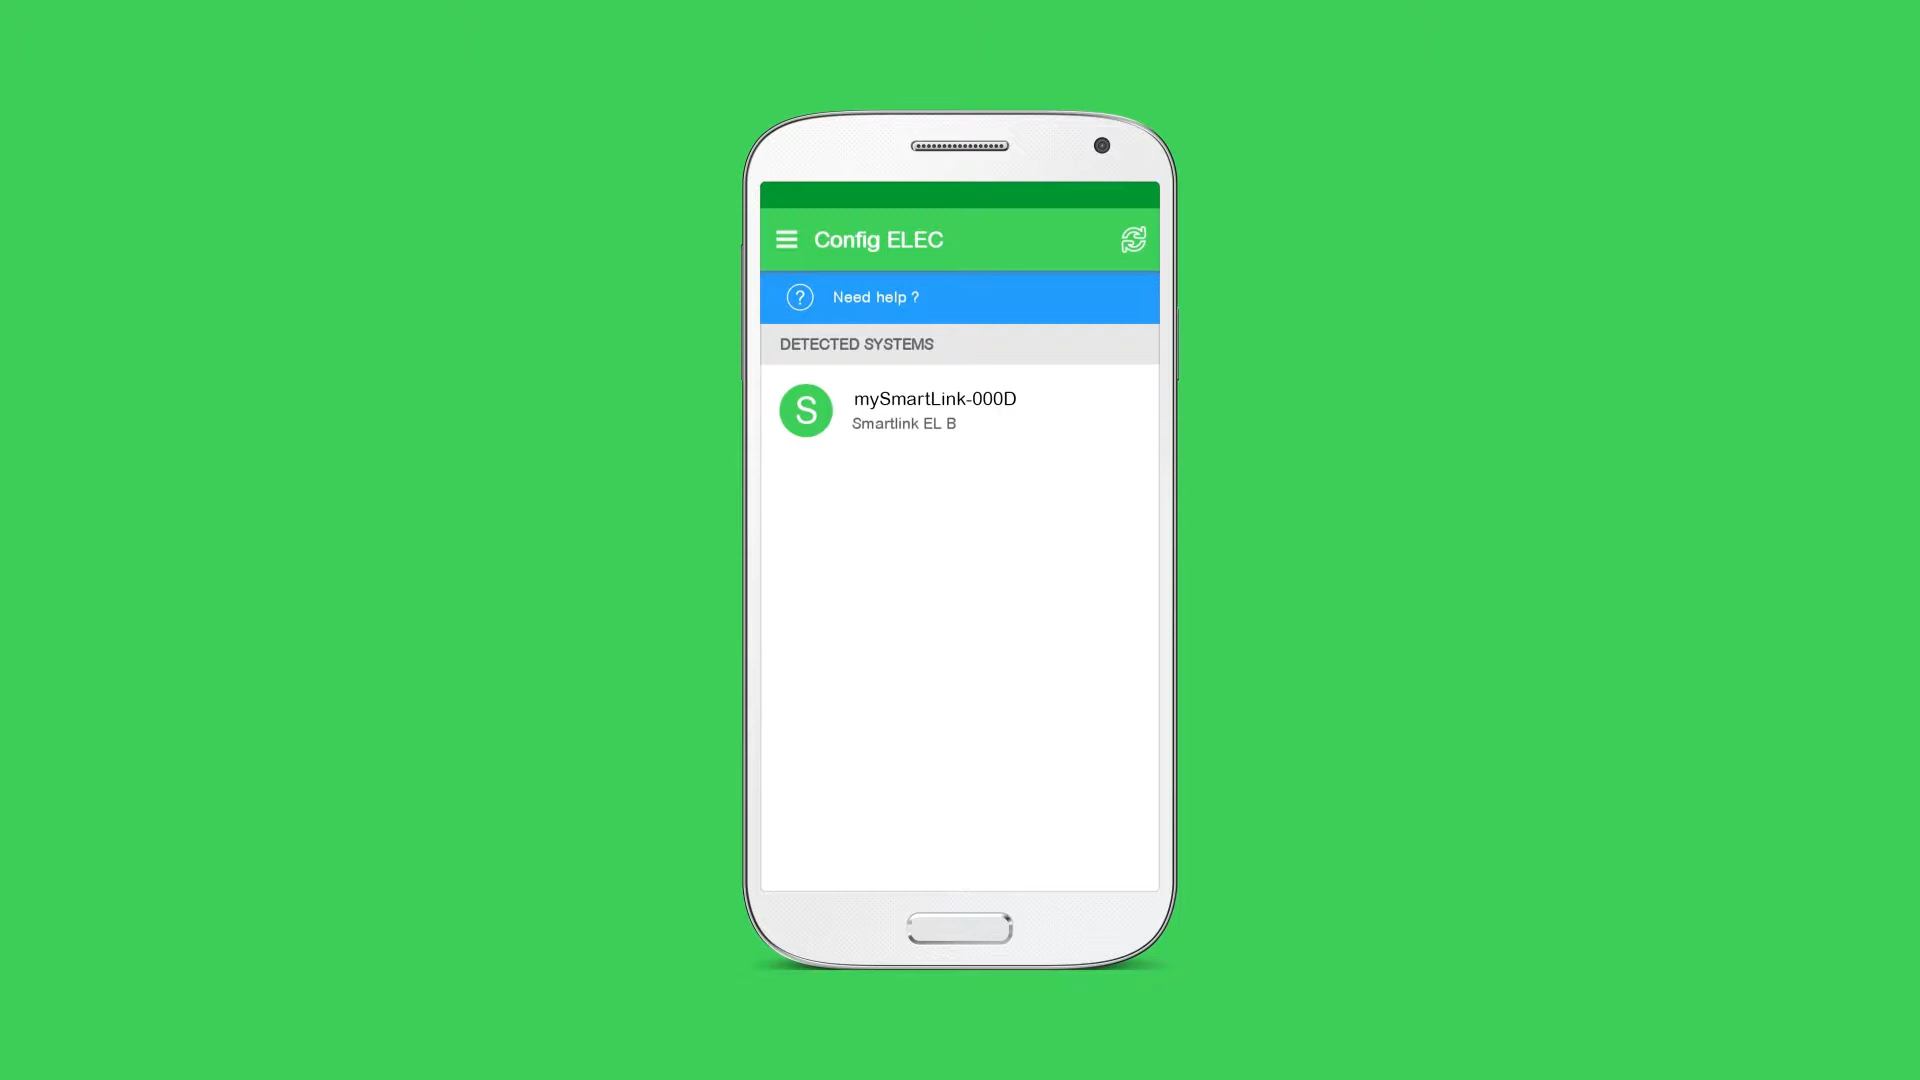 Config ELEC
? Need help ?
DETECTED SYSTEMS
S
mySmartLink-000D
Smartlink EL B